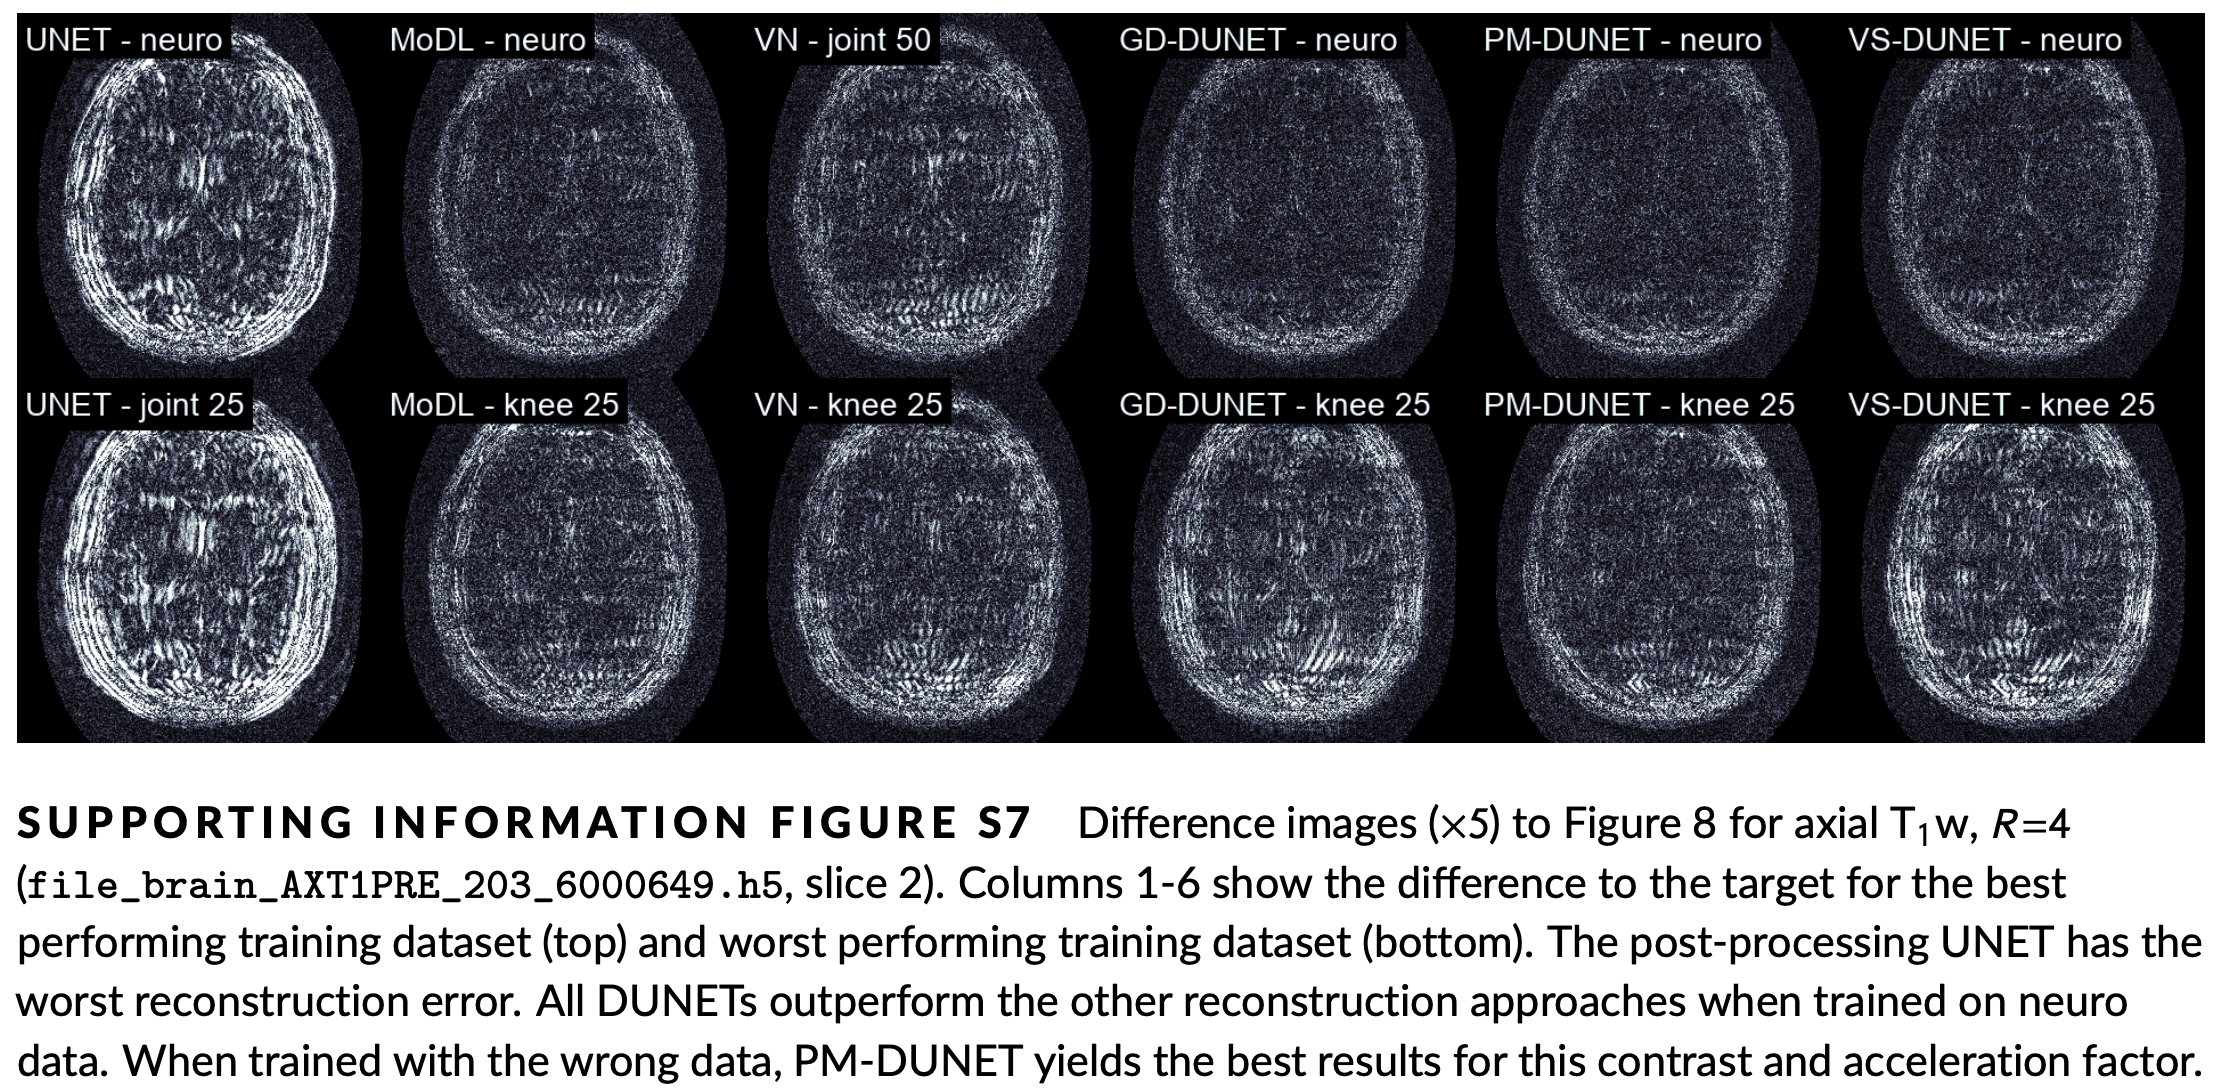 UNET - neuro
MoDL - neuro
VN - joint 50
GD-DUNET - neuro
PM-DUNET - neuro
VS-DUNET - neuro
UNET - joint 25
MoDL - knee 25
VN - knee 25
GD-DUNET - knee 25
PM-DUNET - knee 25
VS-DUNET - knee 25
SUPPORTING INFORMATION FIGURE S7 Difference images (×5) to Figure 8 for axial T₁w, R=4
(file_brain_AXT1PRE_203_6000649.h5, slice 2). Columns 1-6 show the difference to the target for the best
performing training dataset (top) and worst performing training dataset (bottom). The post-processing UNET has the
worst reconstruction error. All DUNETs outperform the other reconstruction approaches when trained on neuro
data. When trained with the wrong data, PM-DUNET yields the best results for this contrast and acceleration factor.